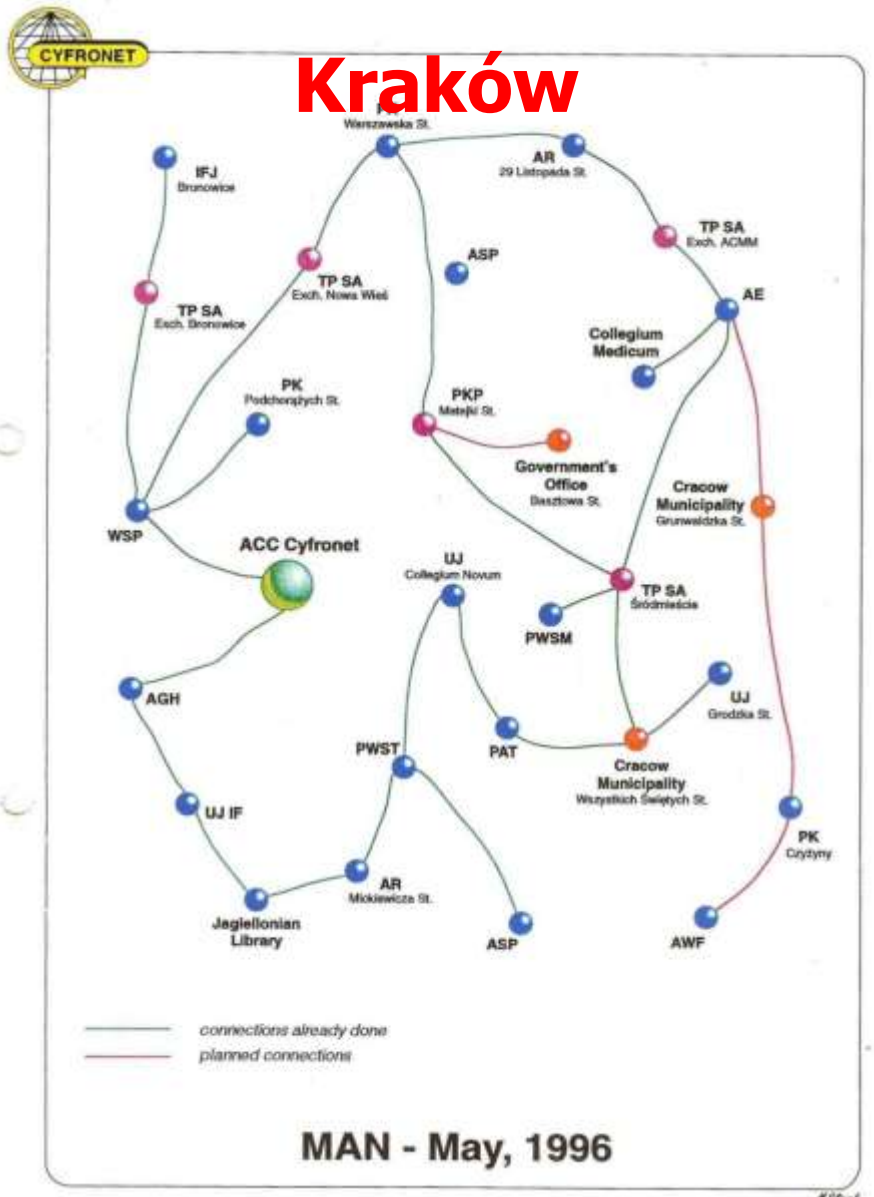 CYFRONET
Kraków
Warszawska St.
IFJ
Bronowice
AR
29 Listopada St.
TP SA
Exch. ACMM
ASP
TP SA
Exch. Nowa Wieś
AE
TP SA
Exch. Bronowice
Collegium
Medicum
PK
Podchorążych St.
PKP
Matejki St.
Government's
Office
Basztowa St.
Cracow
Municipality
Grunwaldzka St.
WSP
ACC Cyfronet
UJ
Collegium Novum
TP SA
Śródmieście
PWSM
AGH
UJ
Grodzka St.
PWST
PAT
Cracow
Municipality
Wszystkich Świętych St.
UJ IF
PK
Czyżyny
AR
Mickiewicza St.
Jagiellonian
Library
ASP
AWF
connections already done
planned connections
MAN - May, 1996